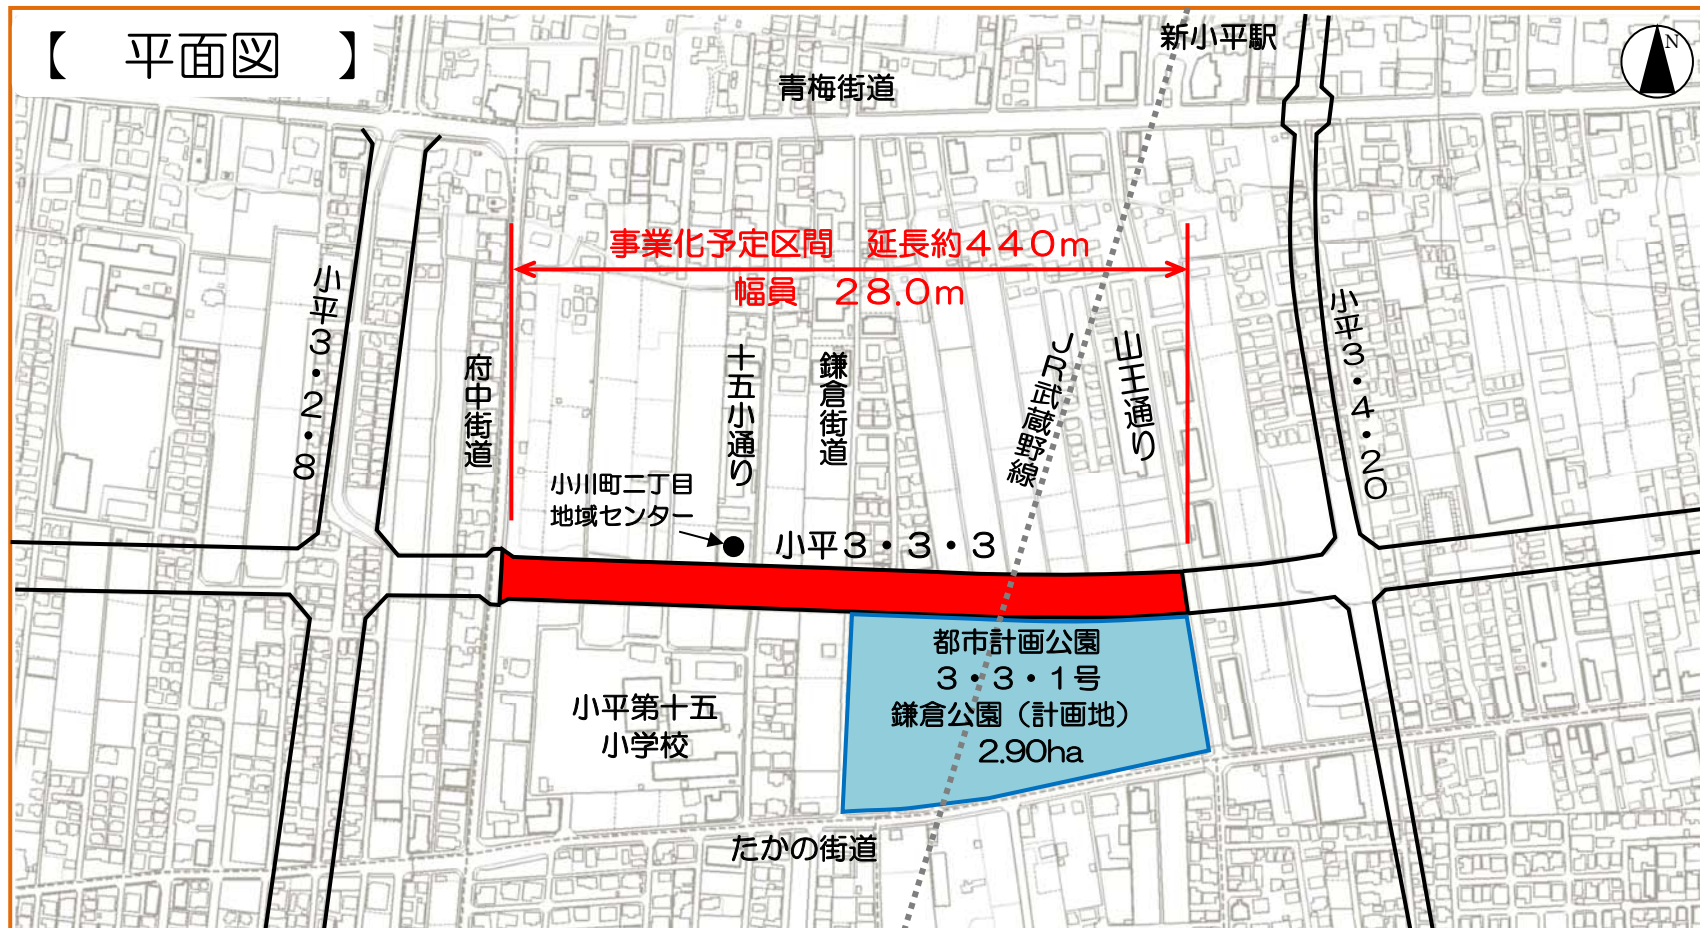 【　平面図　】
新小平駅
N
青梅街道
事業化予定区間　延長約４４０ｍ
幅員　２８.０ｍ
小平３・２・８
府中街道
十五小通り
鎌倉街道
ＪＲ武蔵野線
山王通り
小平３・４・２０
小川町二丁目
地域センター
小平３・３・３
都市計画公園
３・３・１号
鎌倉公園（計画地）
2.90ha
小平第十五
小学校
たかの街道